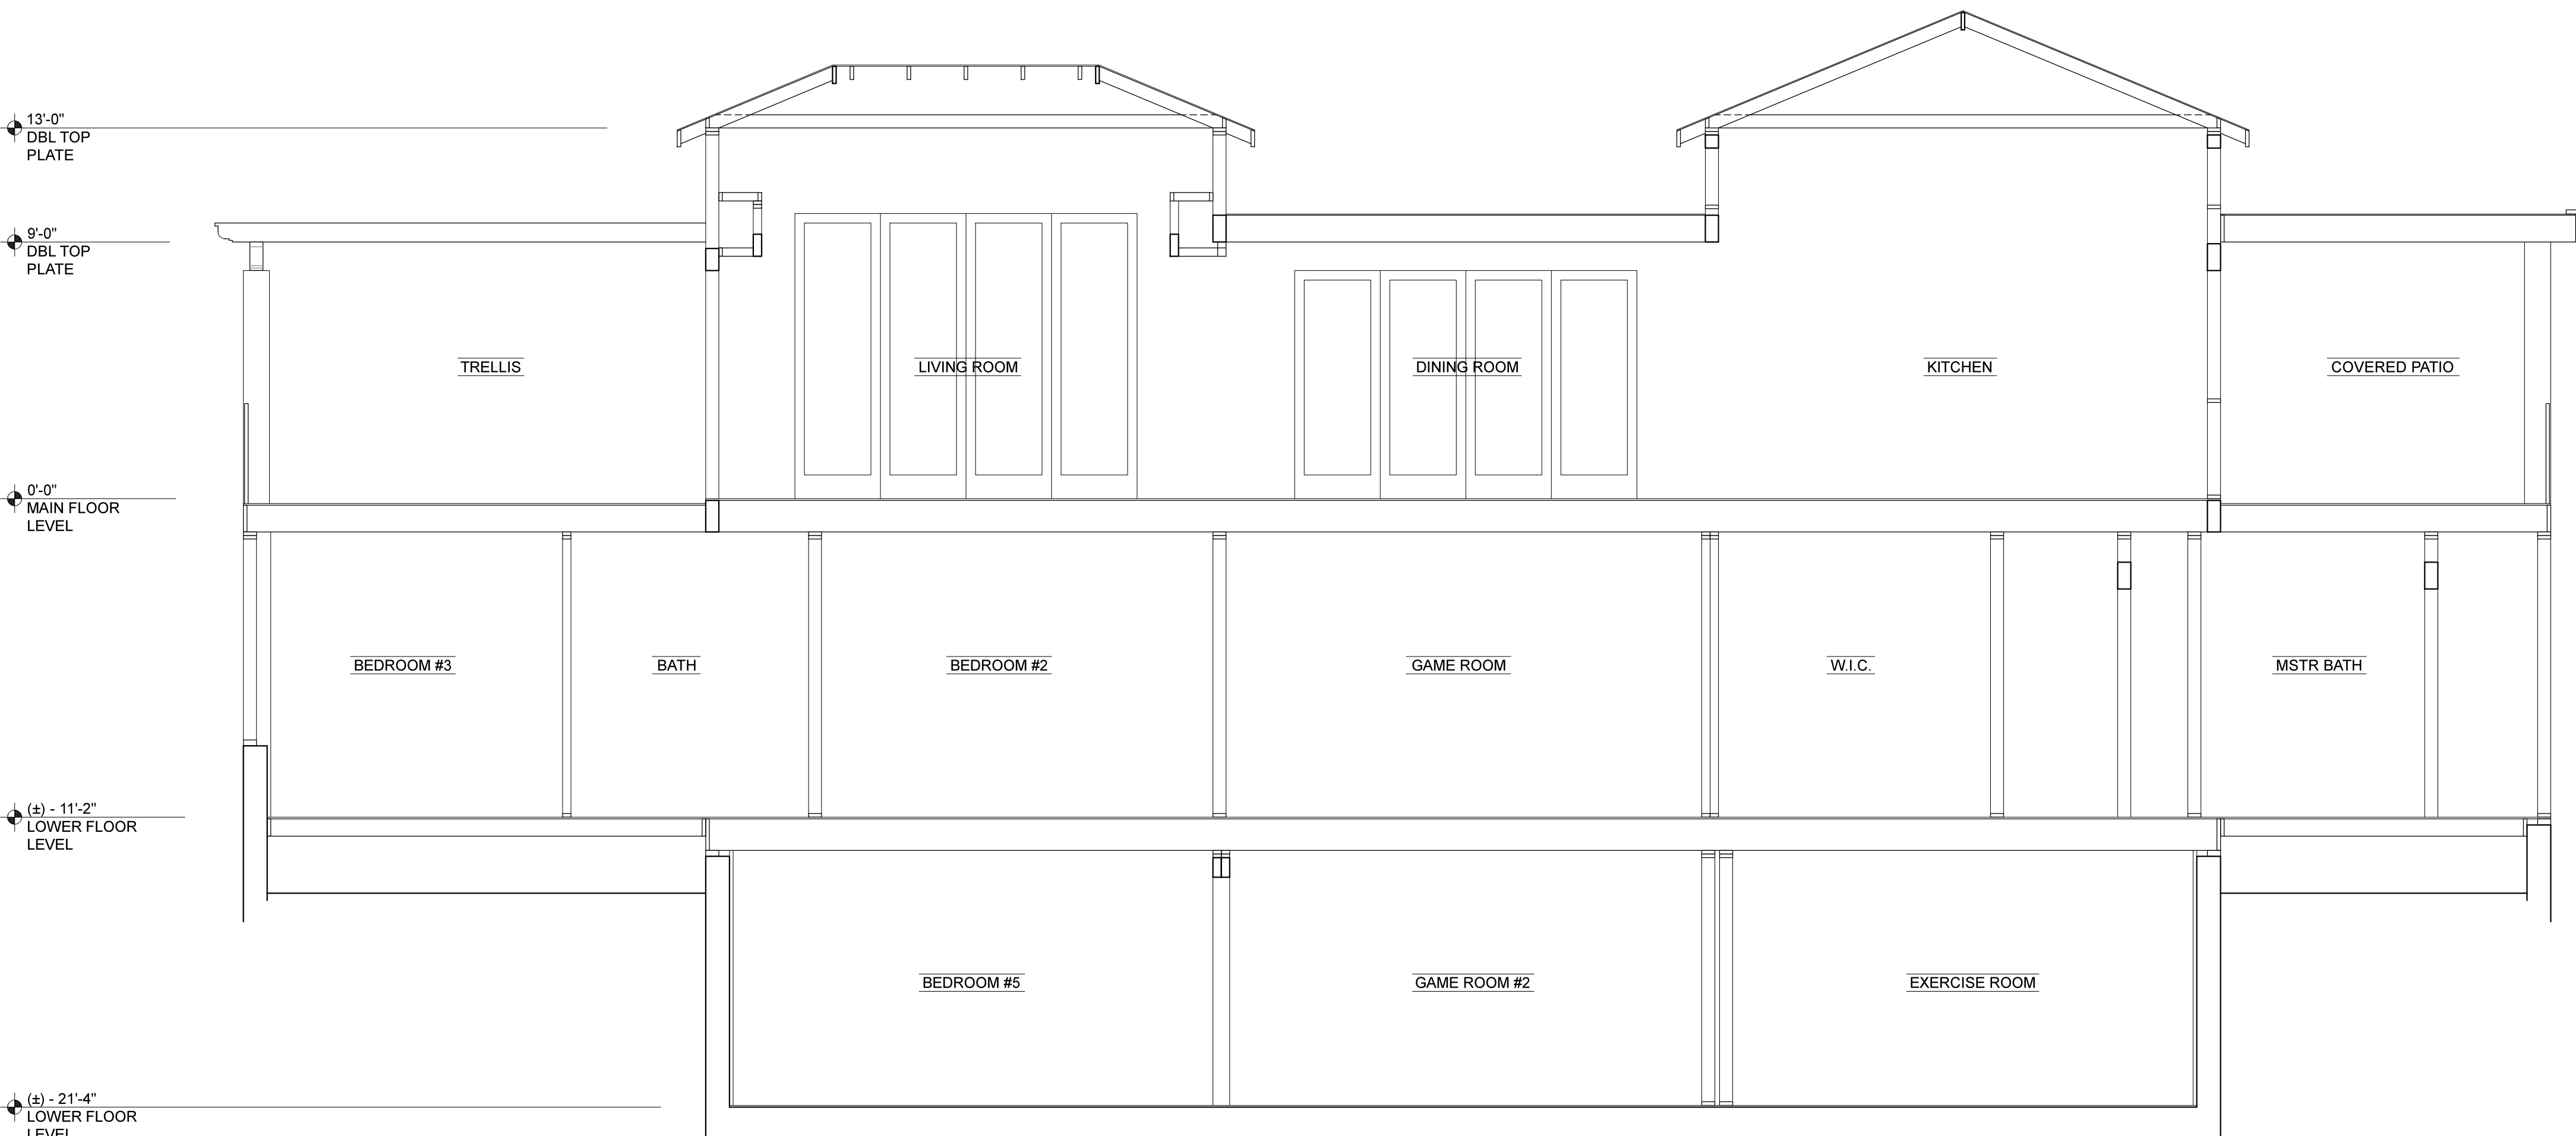 13'-0"
DBL TOP
PLATE
9'-0"
DBL TOP
PLATE
TRELLIS
LIVING ROOM
DINING ROOM
KITCHEN
COVERED PATIO
0'-0"
MAIN FLOOR
LEVEL
BEDROOM #3
BATH
BEDROOM #2
GAME ROOM
W.I.C.
MSTR BATH
(±) - 11'-2"
LOWER FLOOR
LEVEL
BEDROOM #5
GAME ROOM #2
EXERCISE ROOM
(±) - 21'-4"
LOWER FLOOR
LEVEL